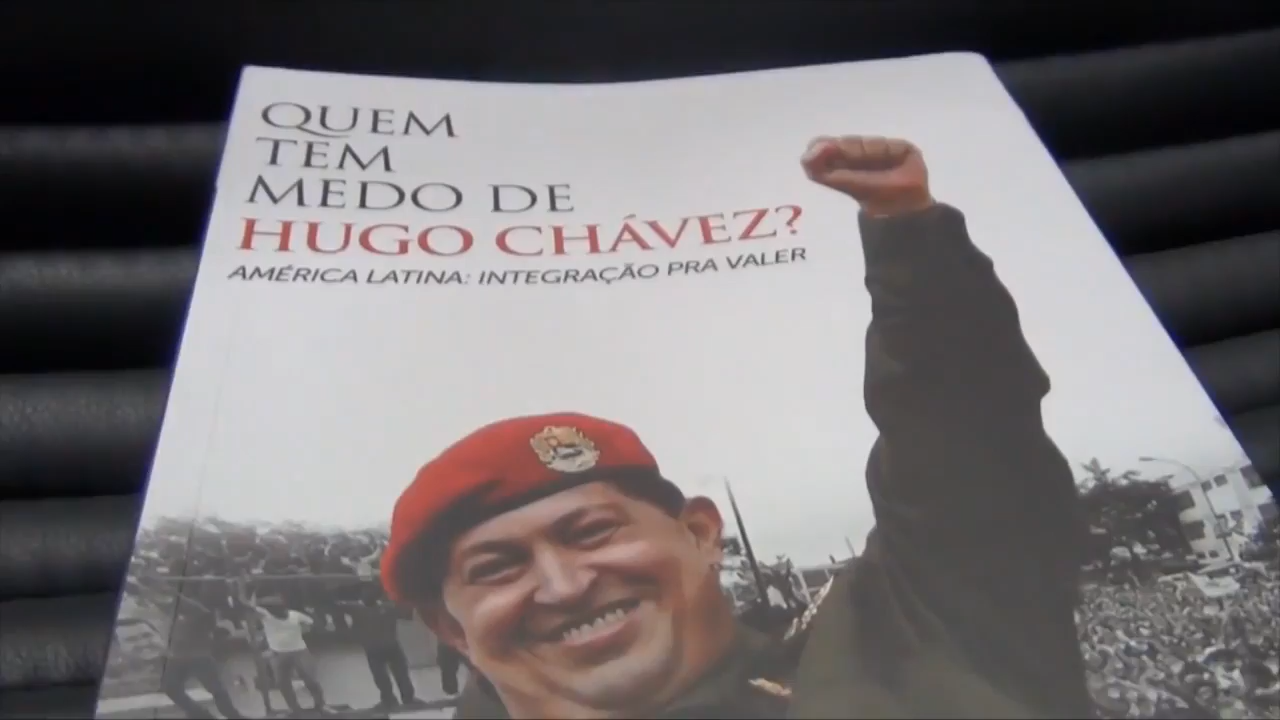 QUEM
TEM
MEDO DE
HUGO CHÁVEZ?
AMÉRICA LATINA: INTEGRAÇÃO PRA VALER